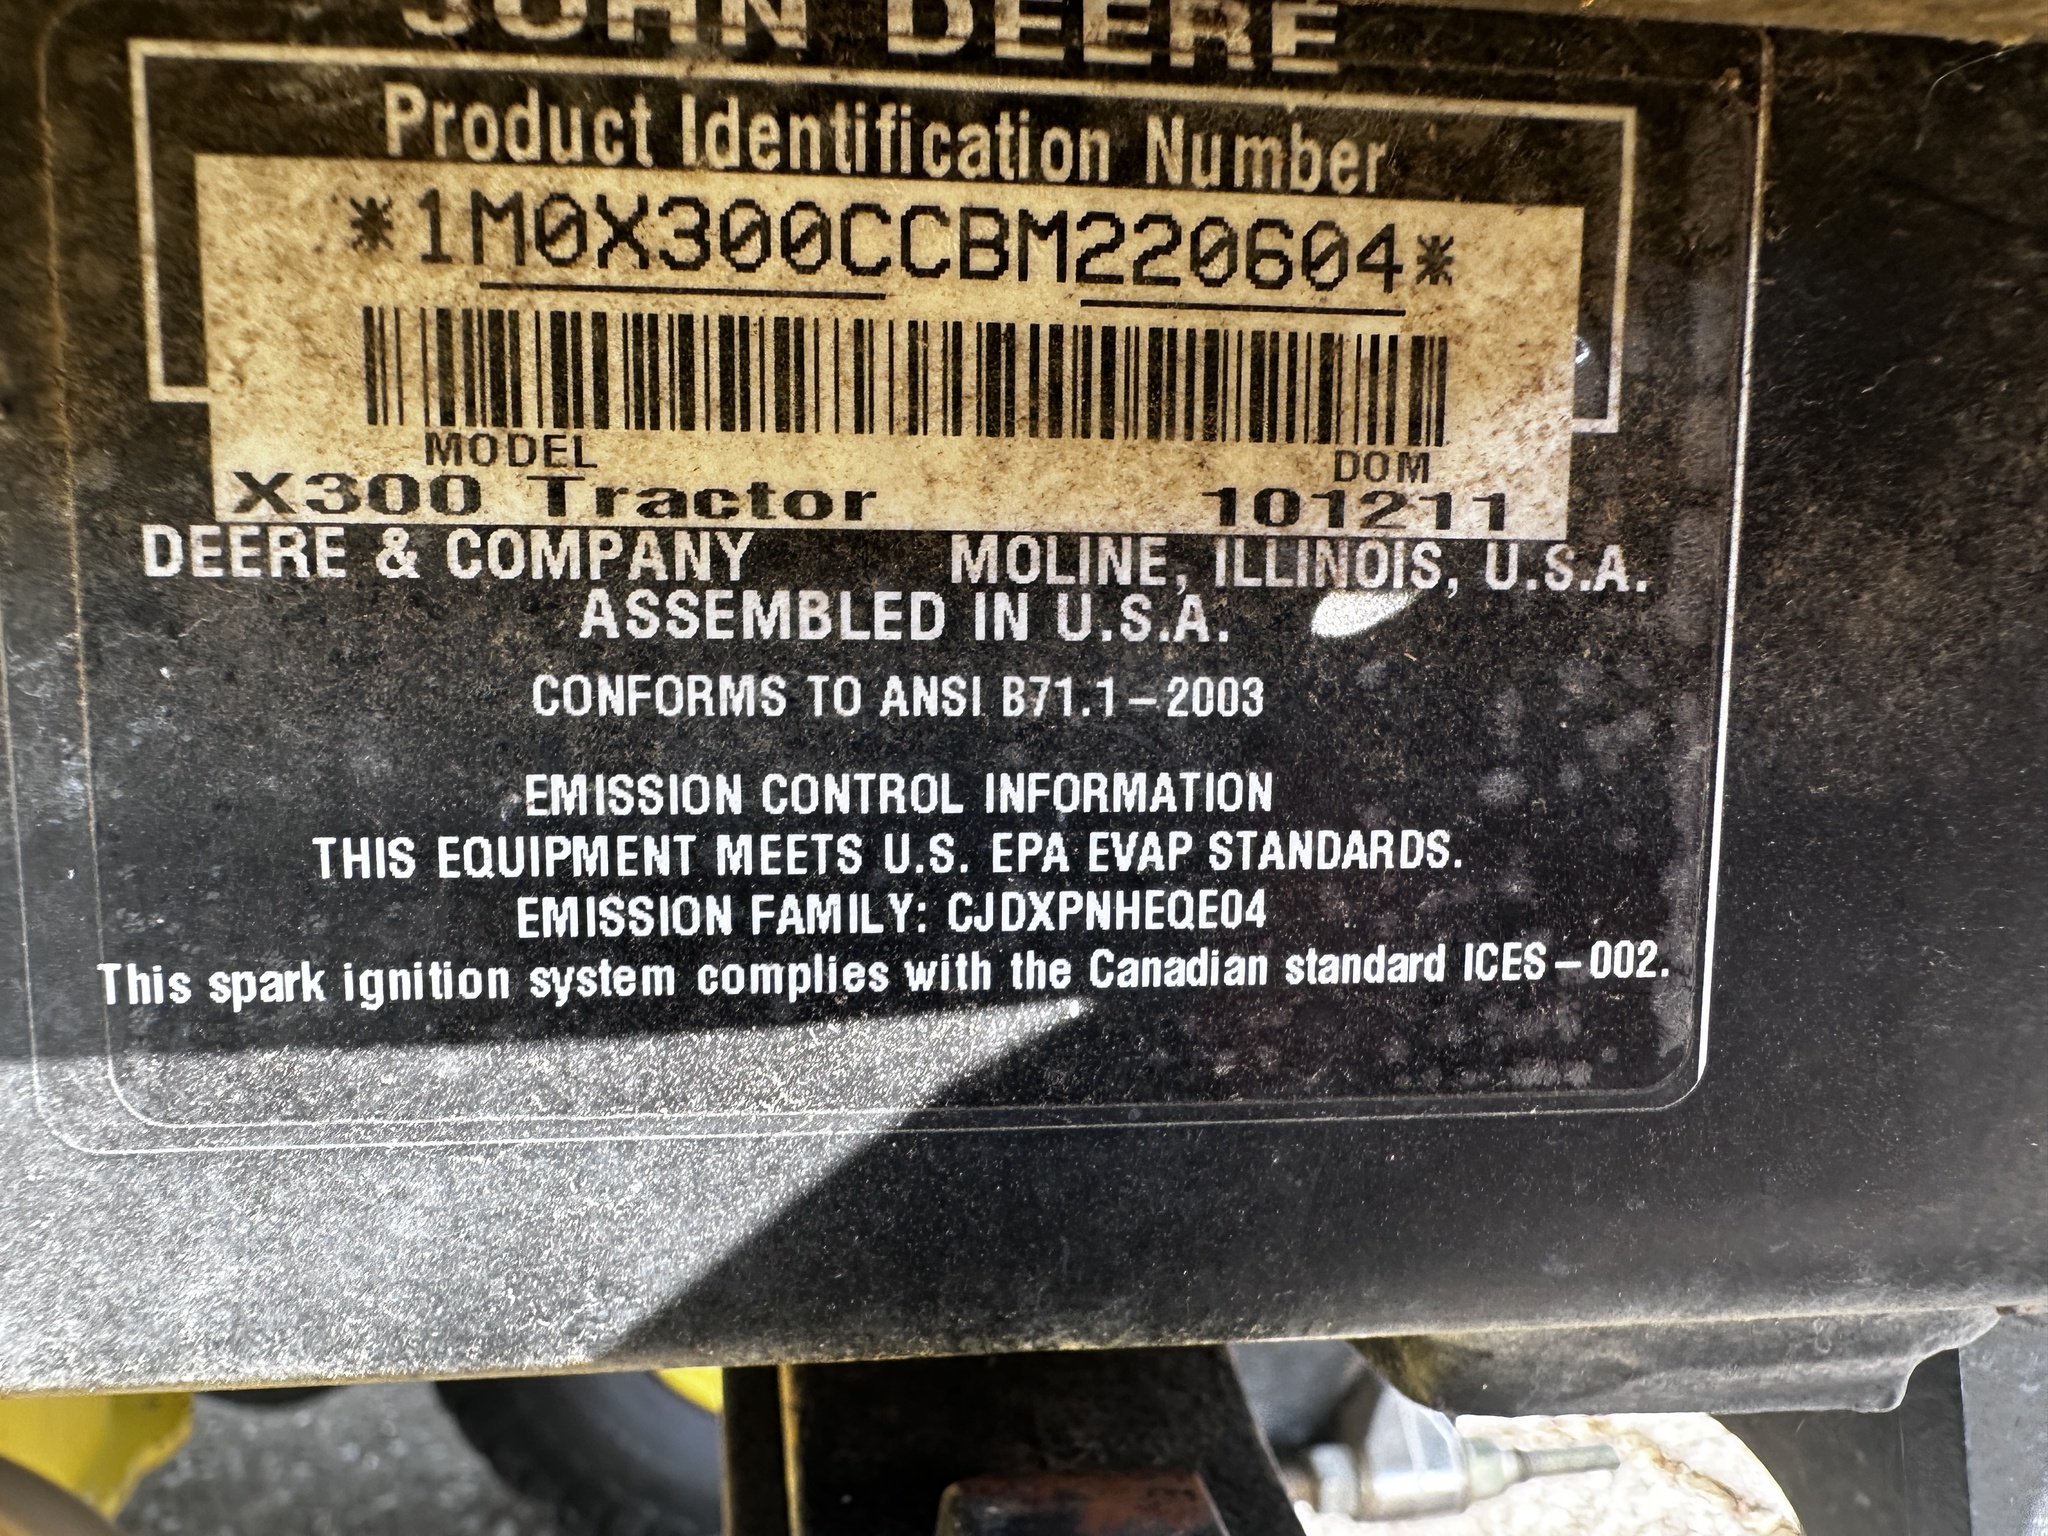 JOHN DEERE
Product Identification Number
*1M0X300CCBM220604*
MODEL DOM
X300 Tractor 101211
DEERE & COMPANY MOLINE, ILLINOIS, U.S.A.
ASSEMBLED IN U.S.A.
CONFORMS TO ANSI B71.1-2003
EMISSION CONTROL INFORMATION
THIS EQUIPMENT MEETS U.S. EPA EVAP STANDARDS.
EMISSION FAMILY: CJDXPNHEQE04
This spark ignition system complies with the Canadian standard ICES-002.